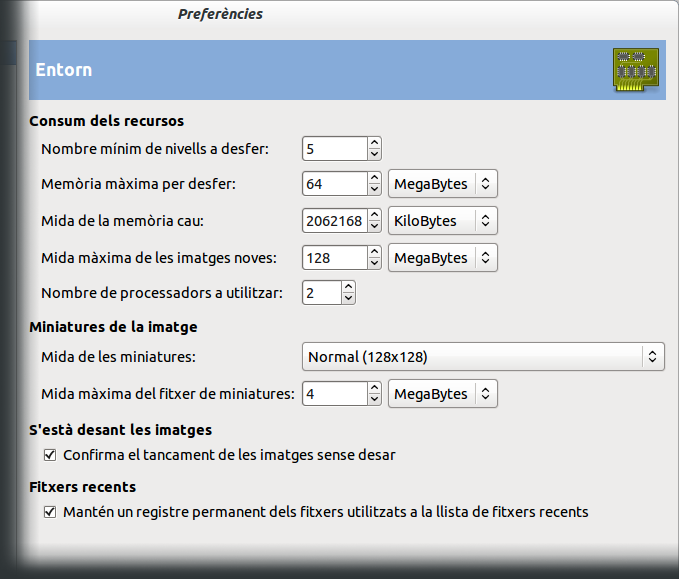 Preferències
Entorn
Consum dels recursos
Nombre mínim de nivells a desfer: 5
Memòria màxima per desfer: 64 MegaBytes
Mida de la memòria cau: 2062168 KiloBytes
Mida màxima de les imatges noves: 128 MegaBytes
Nombre de processadors a utilitzar: 2
Miniatures de la imatge
Mida de les miniatures: Normal (128x128)
Mida màxima del fitxer de miniatures: 4 MegaBytes
S'està desant les imatges
Confirma el tancament de les imatges sense desar
Fitxers recents
Mantén un registre permanent dels fitxers utilitzats a la llista de fitxers recents